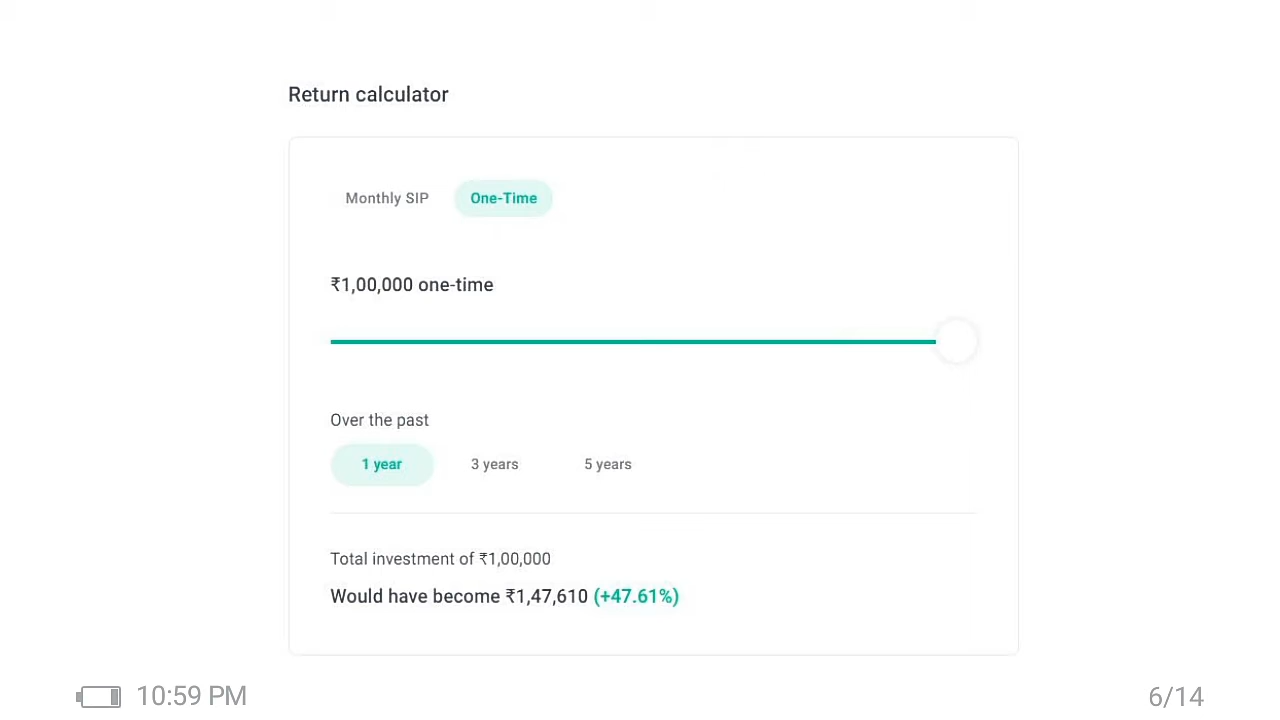 Return calculator
Monthly SIP One-Time
₹1,00,000 one-time
Over the past
1 year 3 years 5 years
Total investment of ₹1,00,000
Would have become ₹1,47,610 (+47.61%)
10:59 PM 6/14